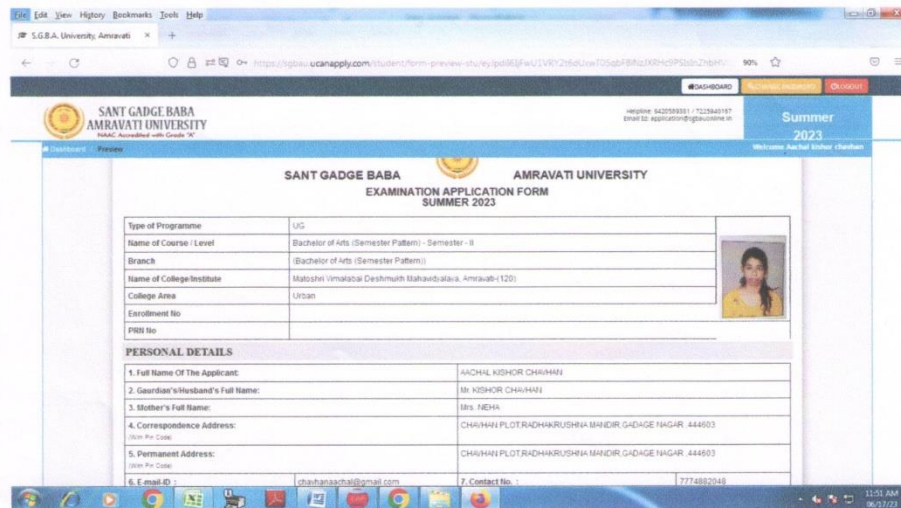 File Edit View History Bookmarks Tools Help
S.G.B.A. University, Amravati × +
90%
DASHBOARD CHANGE PASSWORD LOGOUT
SANT GADGE BABA
AMRAVATI UNIVERSITY
NAAC Accredited with Grade 'A'
Summer
2023
Dashboard Preview
Welcome Aachal kishor chavhan
SANT GADGE BABA AMRAVATI UNIVERSITY
EXAMINATION APPLICATION FORM
SUMMER 2023
Type of Programme UG
Name of Course / Level Bachelor of Arts (Semester Pattern) - Semester - II
Branch (Bachelor of Arts (Semester Pattern))
Name of College/Institute Matoshri Vimalabai Deshmukh Mahavidyalaya, Amravati-(120)
College Area Urban
Enrollment No
PRN No
PERSONAL DETAILS
1. Full Name Of The Applicant: AACHAL KISHOR CHAVHAN
2. Gaurdian's/Husband's Full Name: Mr. KISHOR CHAVHAN
3. Mother's Full Name: Mrs. NEHA
4. Correspondence Address: CHAVHAN PLOT,RADHAKRUSHNA MANDIR,GADAGE NAGAR ,444603
(With Pin Code)
5. Permanent Address: CHAVHAN PLOT,RADHAKRUSHNA MANDIR,GADAGE NAGAR ,444603
(With Pin Code)
6. E-mail-ID : chavhanaachal@gmail.com 7. Contact No. : 7774882048
11:51 AM
06/17/23